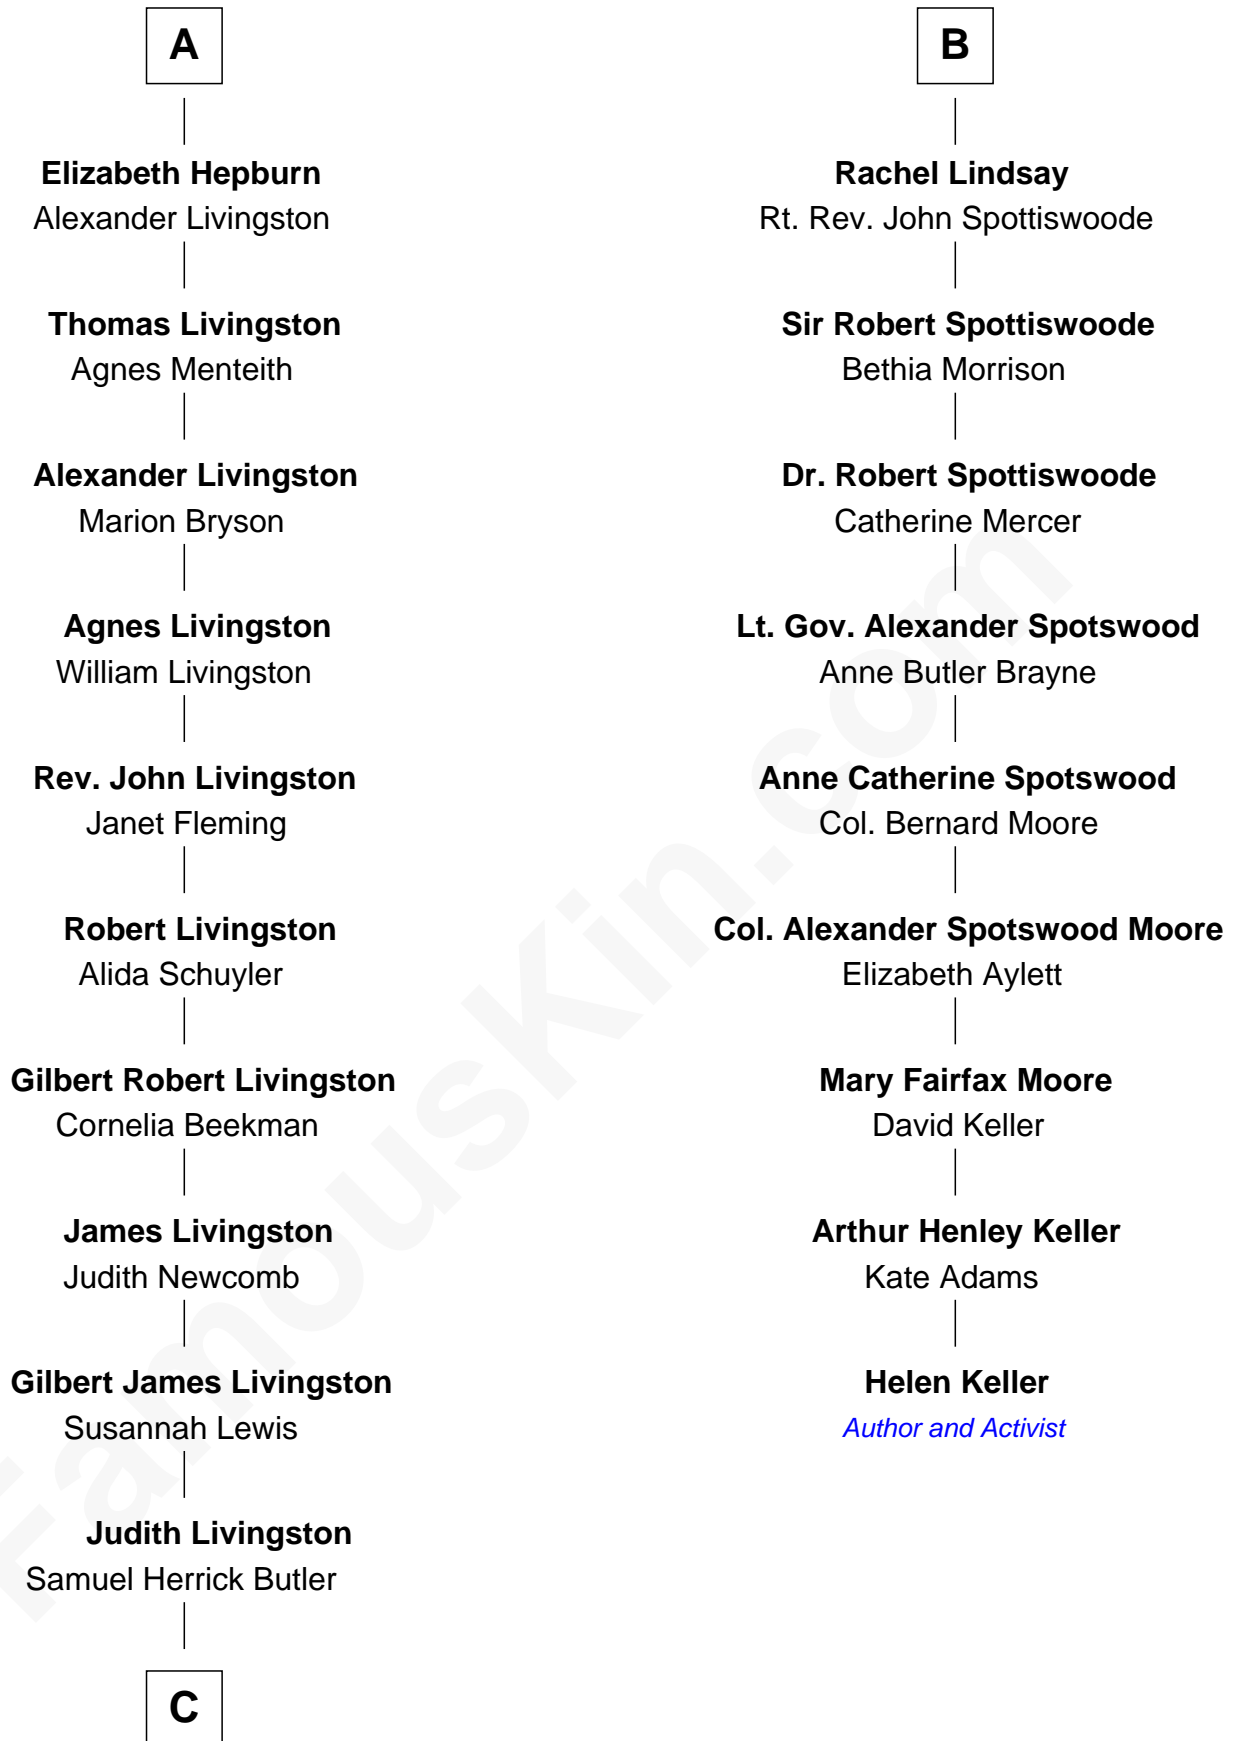 A
Elizabeth Hepburn
Alexander Livingston
Thomas Livingston
Agnes Menteith
Alexander Livingston
Marion Bryson
Agnes Livingston
William Livingston
Rev. John Livingston
Janet Fleming
Robert Livingston
Alida Schuyler
Gilbert Robert Livingston
Cornelia Beekman
James Livingston
Judith Newcomb
Gilbert James Livingston
Susannah Lewis
Judith Livingston
Samuel Herrick Butler
C
B
Rachel Lindsay
Rt. Rev. John Spottiswoode
Sir Robert Spottiswoode
Bethia Morrison
Dr. Robert Spottiswoode
Catherine Mercer
Lt. Gov. Alexander Spotswood
Anne Butler Brayne
Anne Catherine Spotswood
Col. Bernard Moore
Col. Alexander Spotswood Moore
Elizabeth Aylett
Mary Fairfax Moore
David Keller
Arthur Henley Keller
Kate Adams
Helen Keller
Author and Activist
FamousKin.com